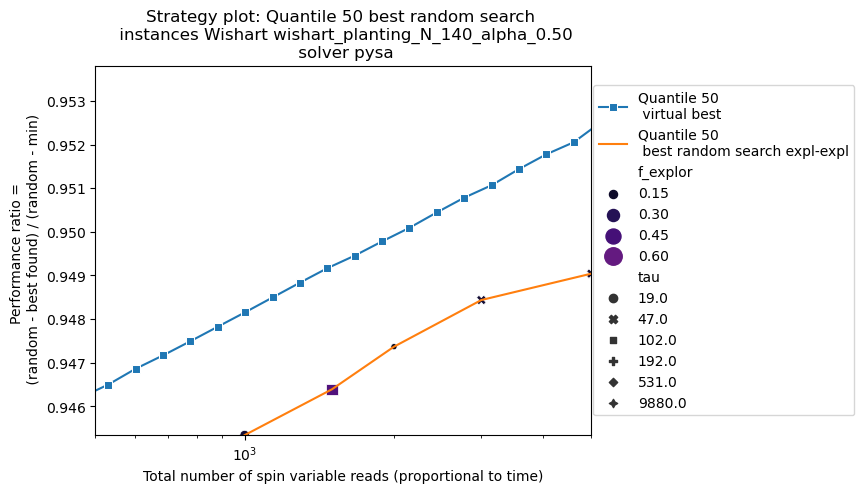 Strategy plot: Quantile 50 best random search
instances Wishart wishart_planting_N_140_alpha_0.50
solver pysa
0.953
0.952
0.951
0.950
0.949
0.948
0.947
0.946
Performance ratio =
(random - best found) / (random - min)
10^3
Total number of spin variable reads (proportional to time)
Quantile 50
virtual best
Quantile 50
best random search expl-expl
f_explor
0.15
0.30
0.45
0.60
tau
19.0
47.0
102.0
192.0
531.0
9880.0